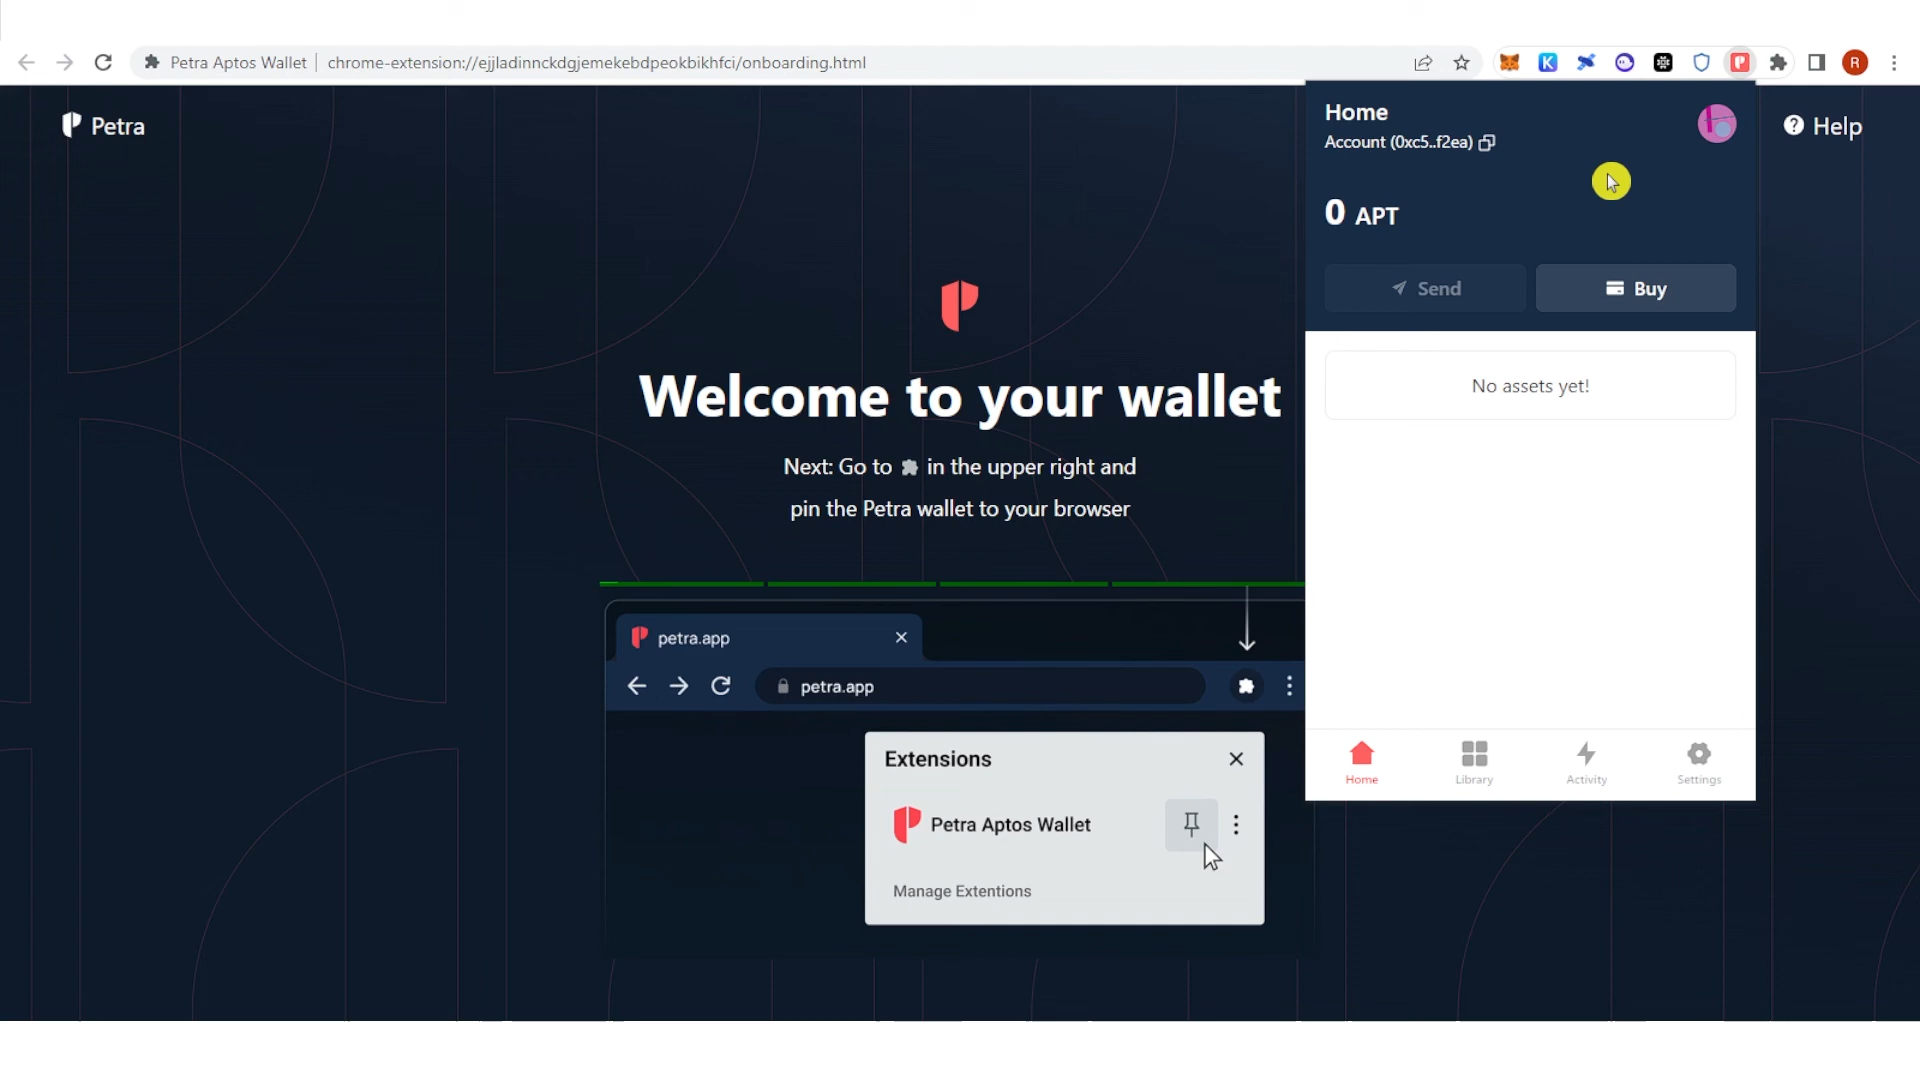 Petra Aptos Wallet chrome-extension://ejjladinnckdgjemekebdpeokbikhfci/onboarding.html
R
Petra
Help
Home
Account (0xc5..f2ea)
0 APT
Send
Buy
No assets yet!
Home
Library
Activity
Settings
Welcome to your wallet
Next: Go to in the upper right and
pin the Petra wallet to your browser
petra.app
petra.app
Extensions
Petra Aptos Wallet
Manage Extentions